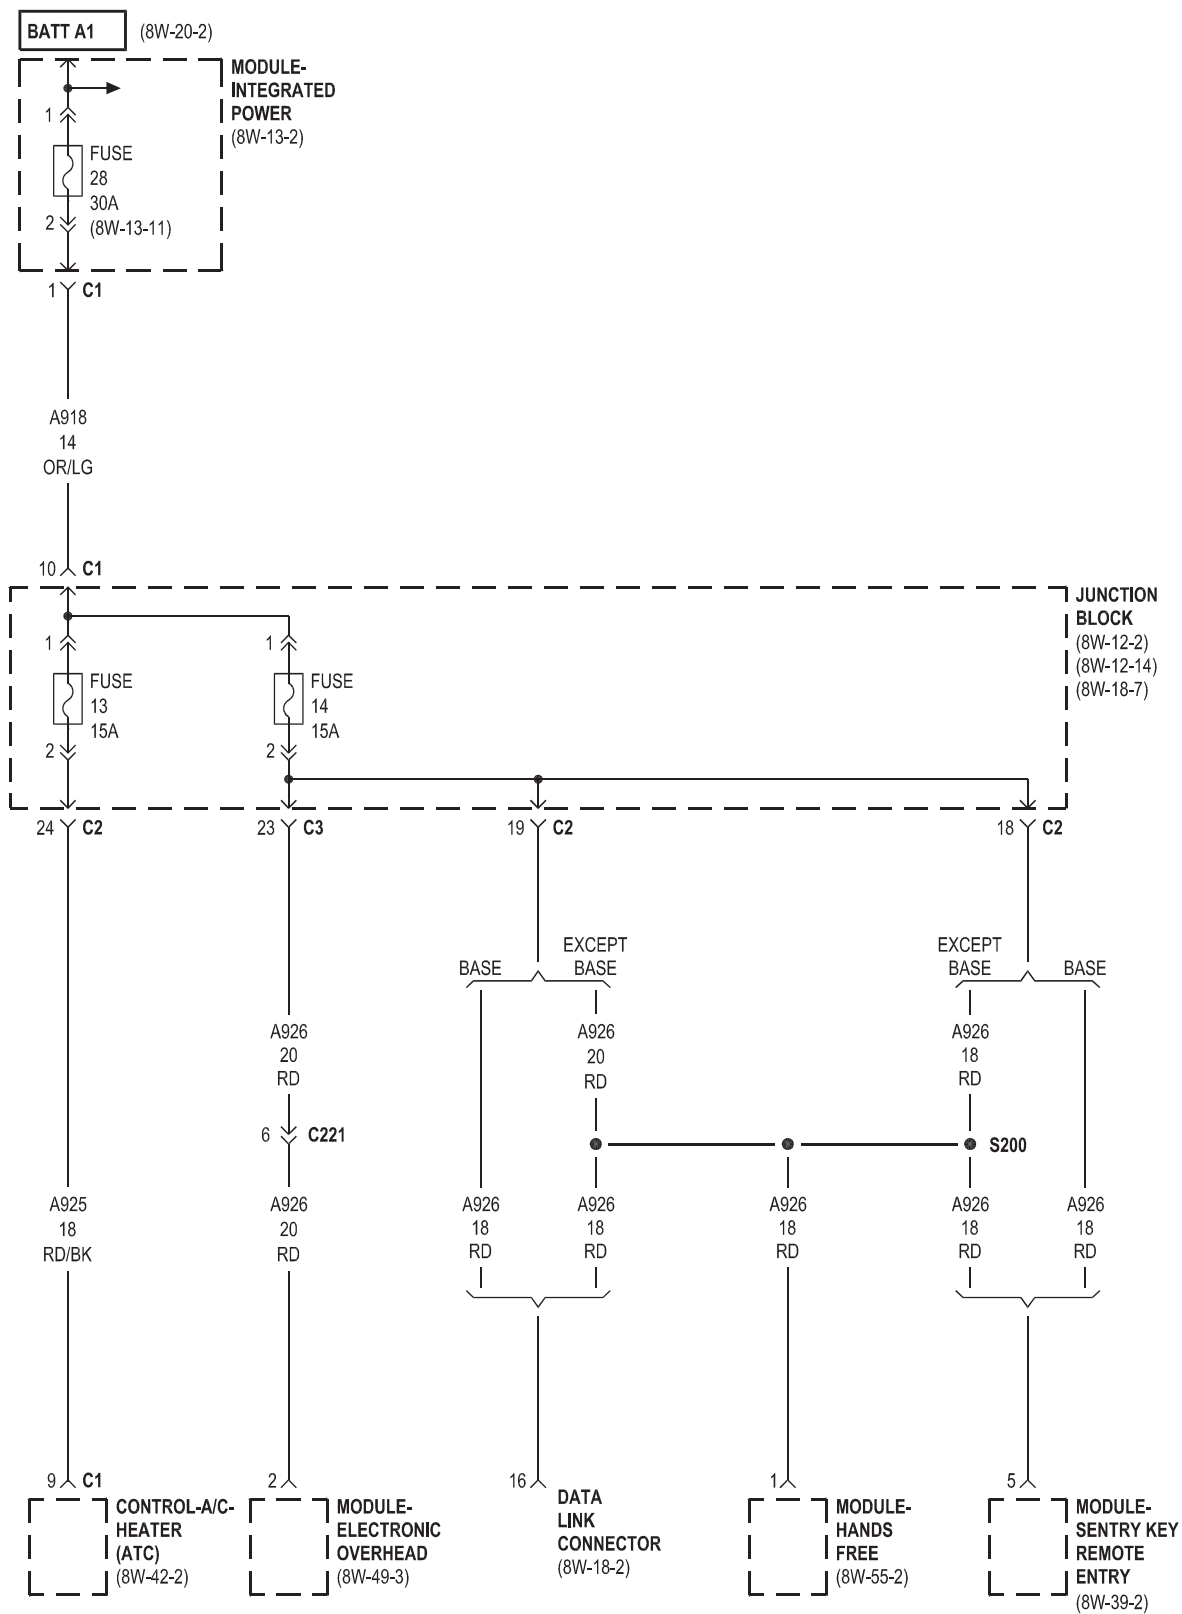 BATT A1 (8W-20-2)
MODULE-
INTEGRATED
POWER
(8W-13-2)
1
FUSE
28
30A
2
(8W-13-11)
1 C1
A918
14
OR/LG
10 C1
JUNCTION
BLOCK
(8W-12-2)
(8W-12-14)
(8W-18-7)
1
FUSE
13
15A
2
1
FUSE
14
15A
2
24 C2
23 C3
19 C2
18 C2
BASE
EXCEPT
BASE
EXCEPT
BASE
BASE
A926
20
RD
A926
20
RD
A926
18
RD
6 C221
S200
A925
18
RD/BK
A926
20
RD
A926
18
RD
A926
18
RD
A926
18
RD
A926
18
RD
A926
18
RD
9 C1
CONTROL-A/C-
HEATER
(ATC)
(8W-42-2)
2
MODULE-
ELECTRONIC
OVERHEAD
(8W-49-3)
16
DATA
LINK
CONNECTOR
(8W-18-2)
1
MODULE-
HANDS
FREE
(8W-55-2)
5
MODULE-
SENTRY KEY
REMOTE
ENTRY
(8W-39-2)